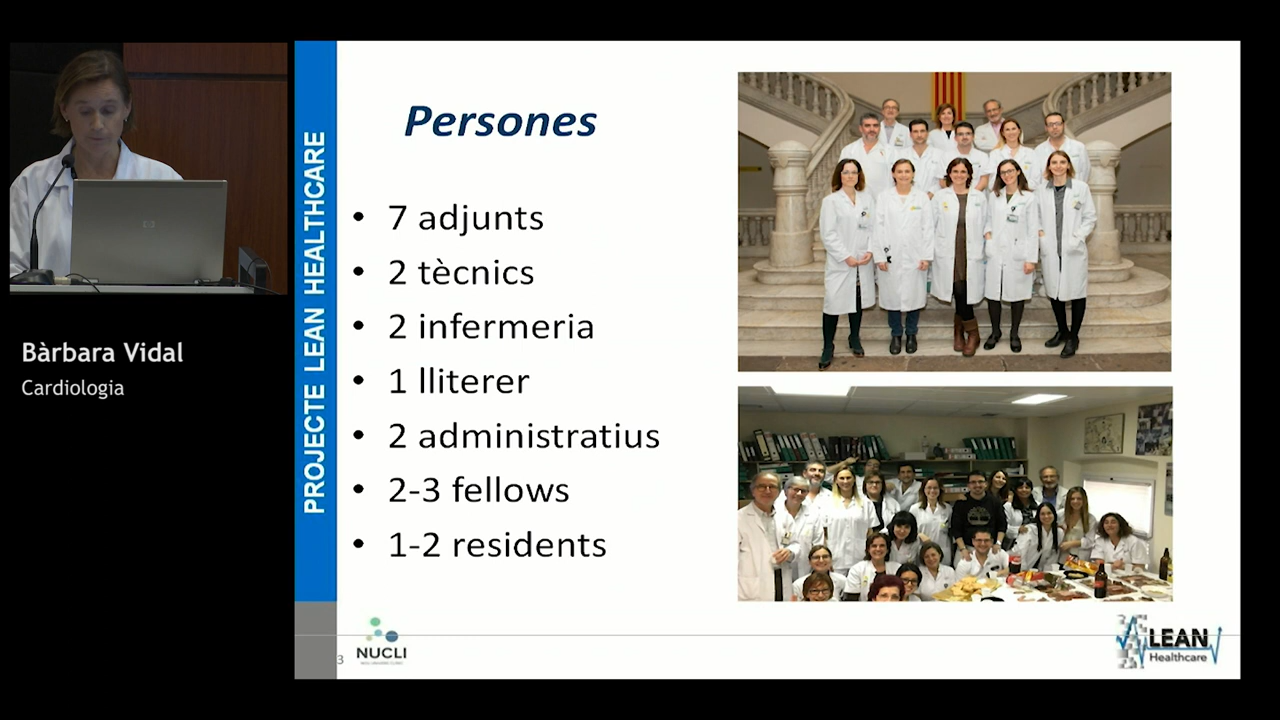 Bàrbara Vidal
Cardiologia
PROJECTE LEAN HEALTHCARE
Persones
• 7 adjunts
• 2 tècnics
• 2 infermeria
• 1 lliterer
• 2 administratius
• 2-3 fellows
• 1-2 residents
3
NUCLI
LEAN
Healthcare